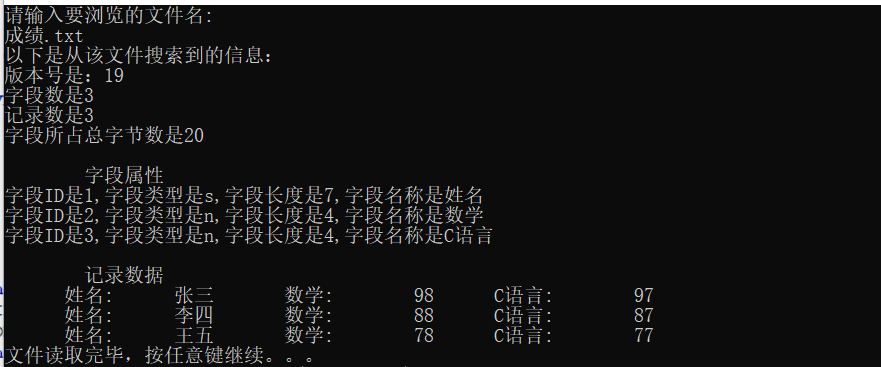 请输入要浏览的文件名:
成绩.txt
以下是从该文件搜索到的信息:
版本号是: 19
字段数是3
记录数是3
字段所占总字节数是20
字段属性
字段ID是1,字段类型是s,字段长度是7,字段名称是姓名
字段ID是2,字段类型是n,字段长度是4,字段名称是数学
字段ID是3,字段类型是n,字段长度是4,字段名称是C语言
记录数据
姓名: 张三 数学: 98 C语言: 97
姓名: 李四 数学: 88 C语言: 87
姓名: 王五 数学: 78 C语言: 77
文件读取完毕，按任意键继续。。。